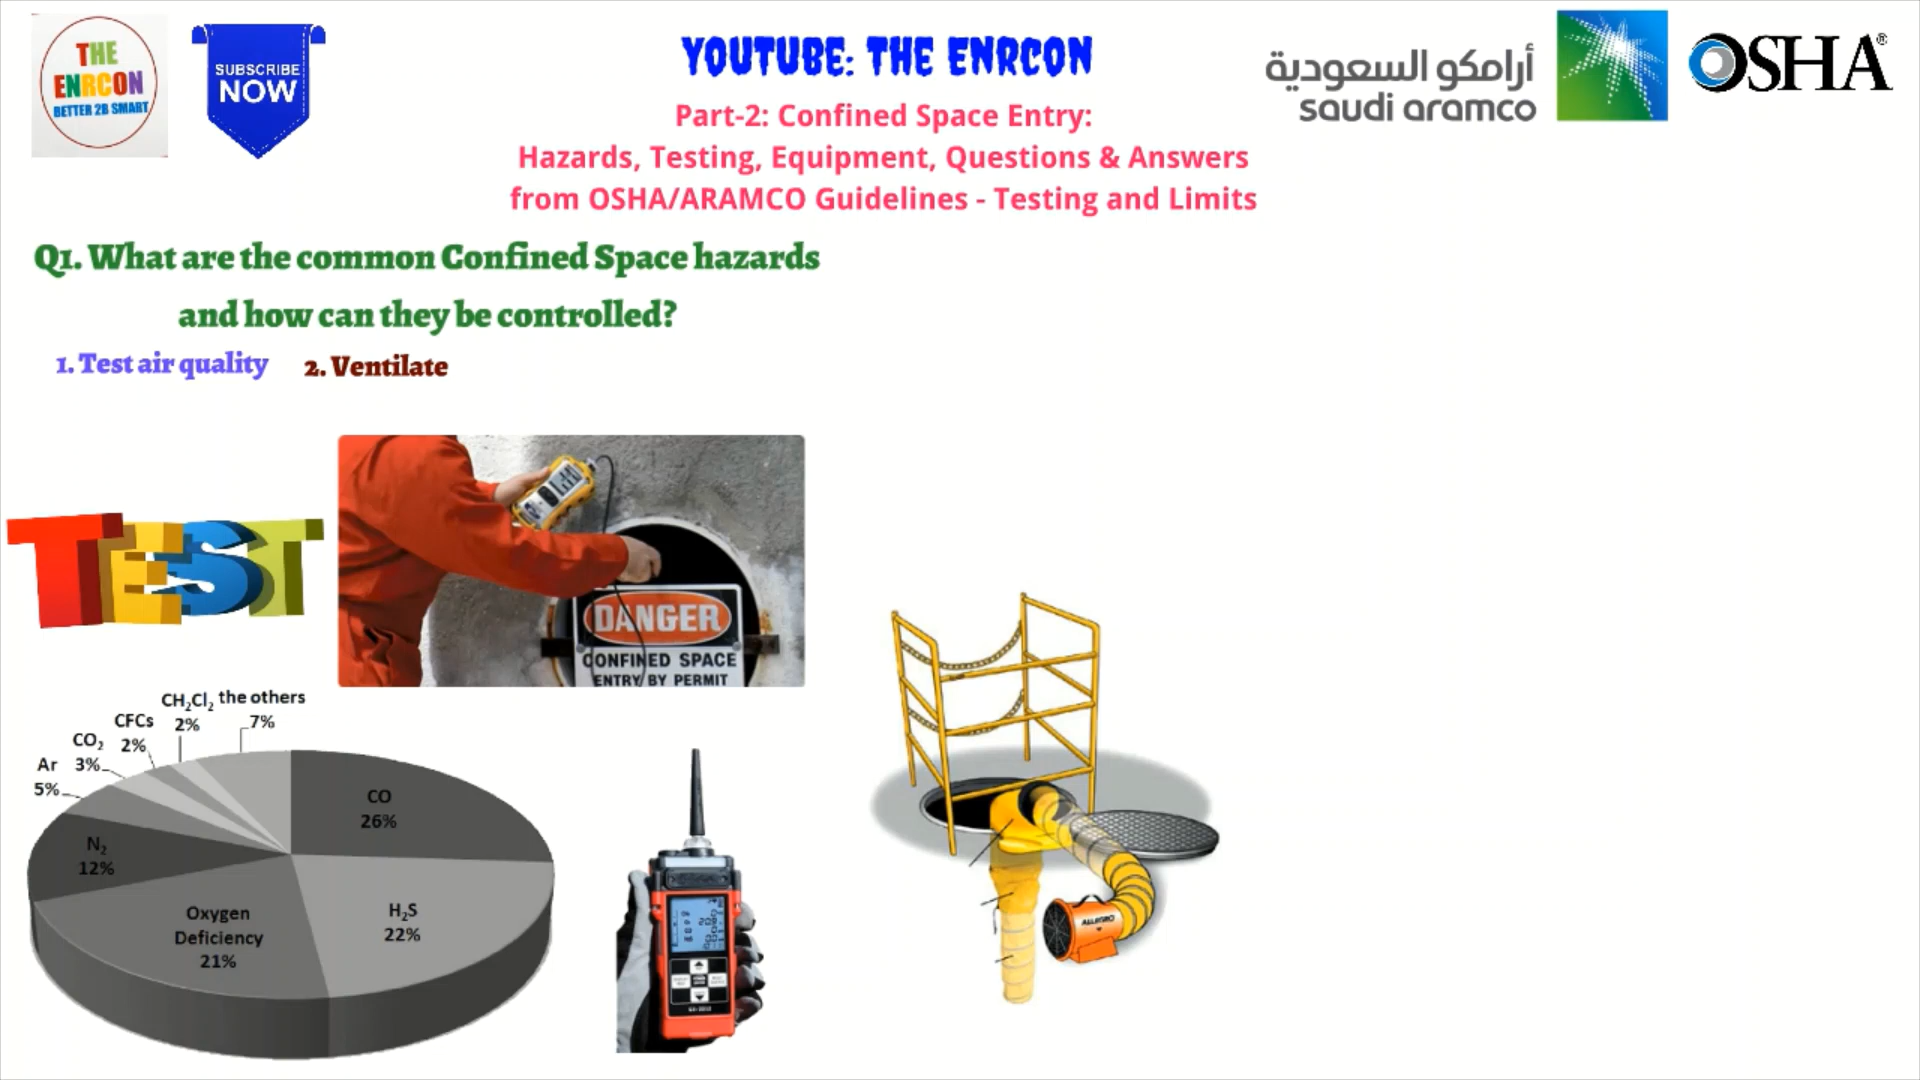 THE
ENRCON
BETTER 2B SMART
SUBSCRIBE
NOW
YOUTUBE: THE ENRCON
Part-2: Confined Space Entry:
Hazards, Testing, Equipment, Questions & Answers
from OSHA/ARAMCO Guidelines - Testing and Limits
أرامكو السعودية
saudi aramco
OSHA®
Q1. What are the common Confined Space hazards
and how can they be controlled?
1. Test air quality
2. Ventilate
TEST
DANGER
CONFINED SPACE
ENTRY BY PERMIT
CH₂Cl₂
2%
the others
7%
CFCs
2%
CO₂
3%
Ar
5%
CO
26%
N₂
12%
H₂S
22%
Oxygen
Deficiency
21%
ALLEGRO